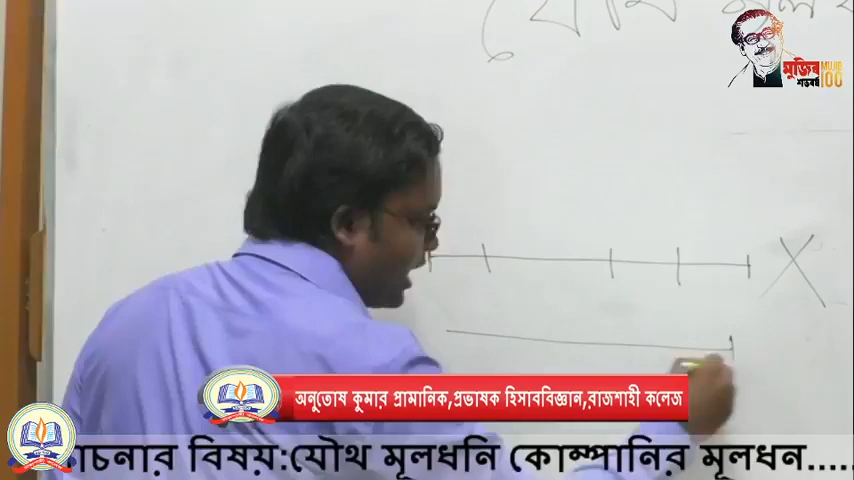 যৌথ মূল
মুজিব MUJIB
শতবর্ষ 100
X
অনুতোষ কুমার প্রামানিক,প্রভাষক হিসাববিজ্ঞান,রাজশাহী কলেজ
াচনার বিষয়:যৌথ মূলধনি কোম্পানির মূলধন.....